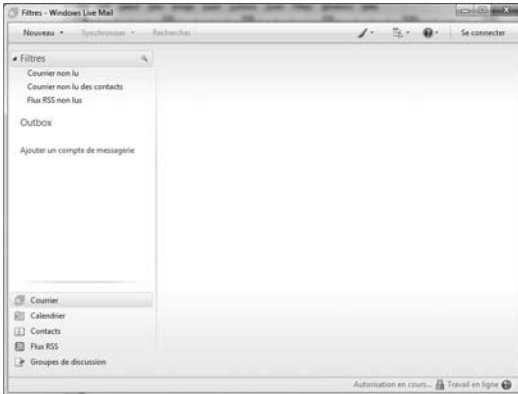 Filtres - Windows Live Mail
Nouveau Synchroniser Rechercher Se connecter
Filtres
Courrier non lu
Courrier non lu des contacts
Flux RSS non lus
Outbox
Ajouter un compte de messagerie
Courrier
Calendrier
Contacts
Flux RSS
Groupes de discussion
Autorisation en cours... Travail en ligne